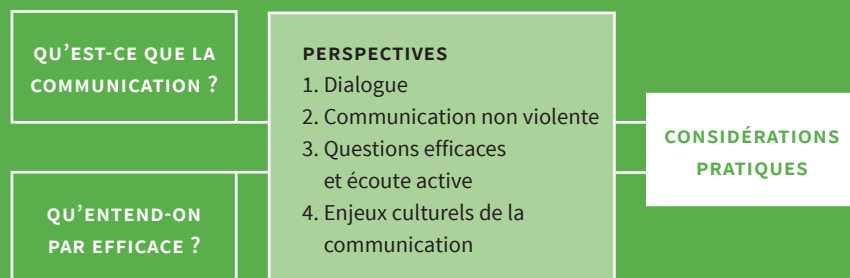 QU’EST-CE QUE LA
COMMUNICATION ?
QU’ENTEND-ON
PAR EFFICACE ?
PERSPECTIVES
1. Dialogue
2. Communication non violente
3. Questions efficaces
et écoute active
4. Enjeux culturels de la
communication
CONSIDÉRATIONS
PRATIQUES